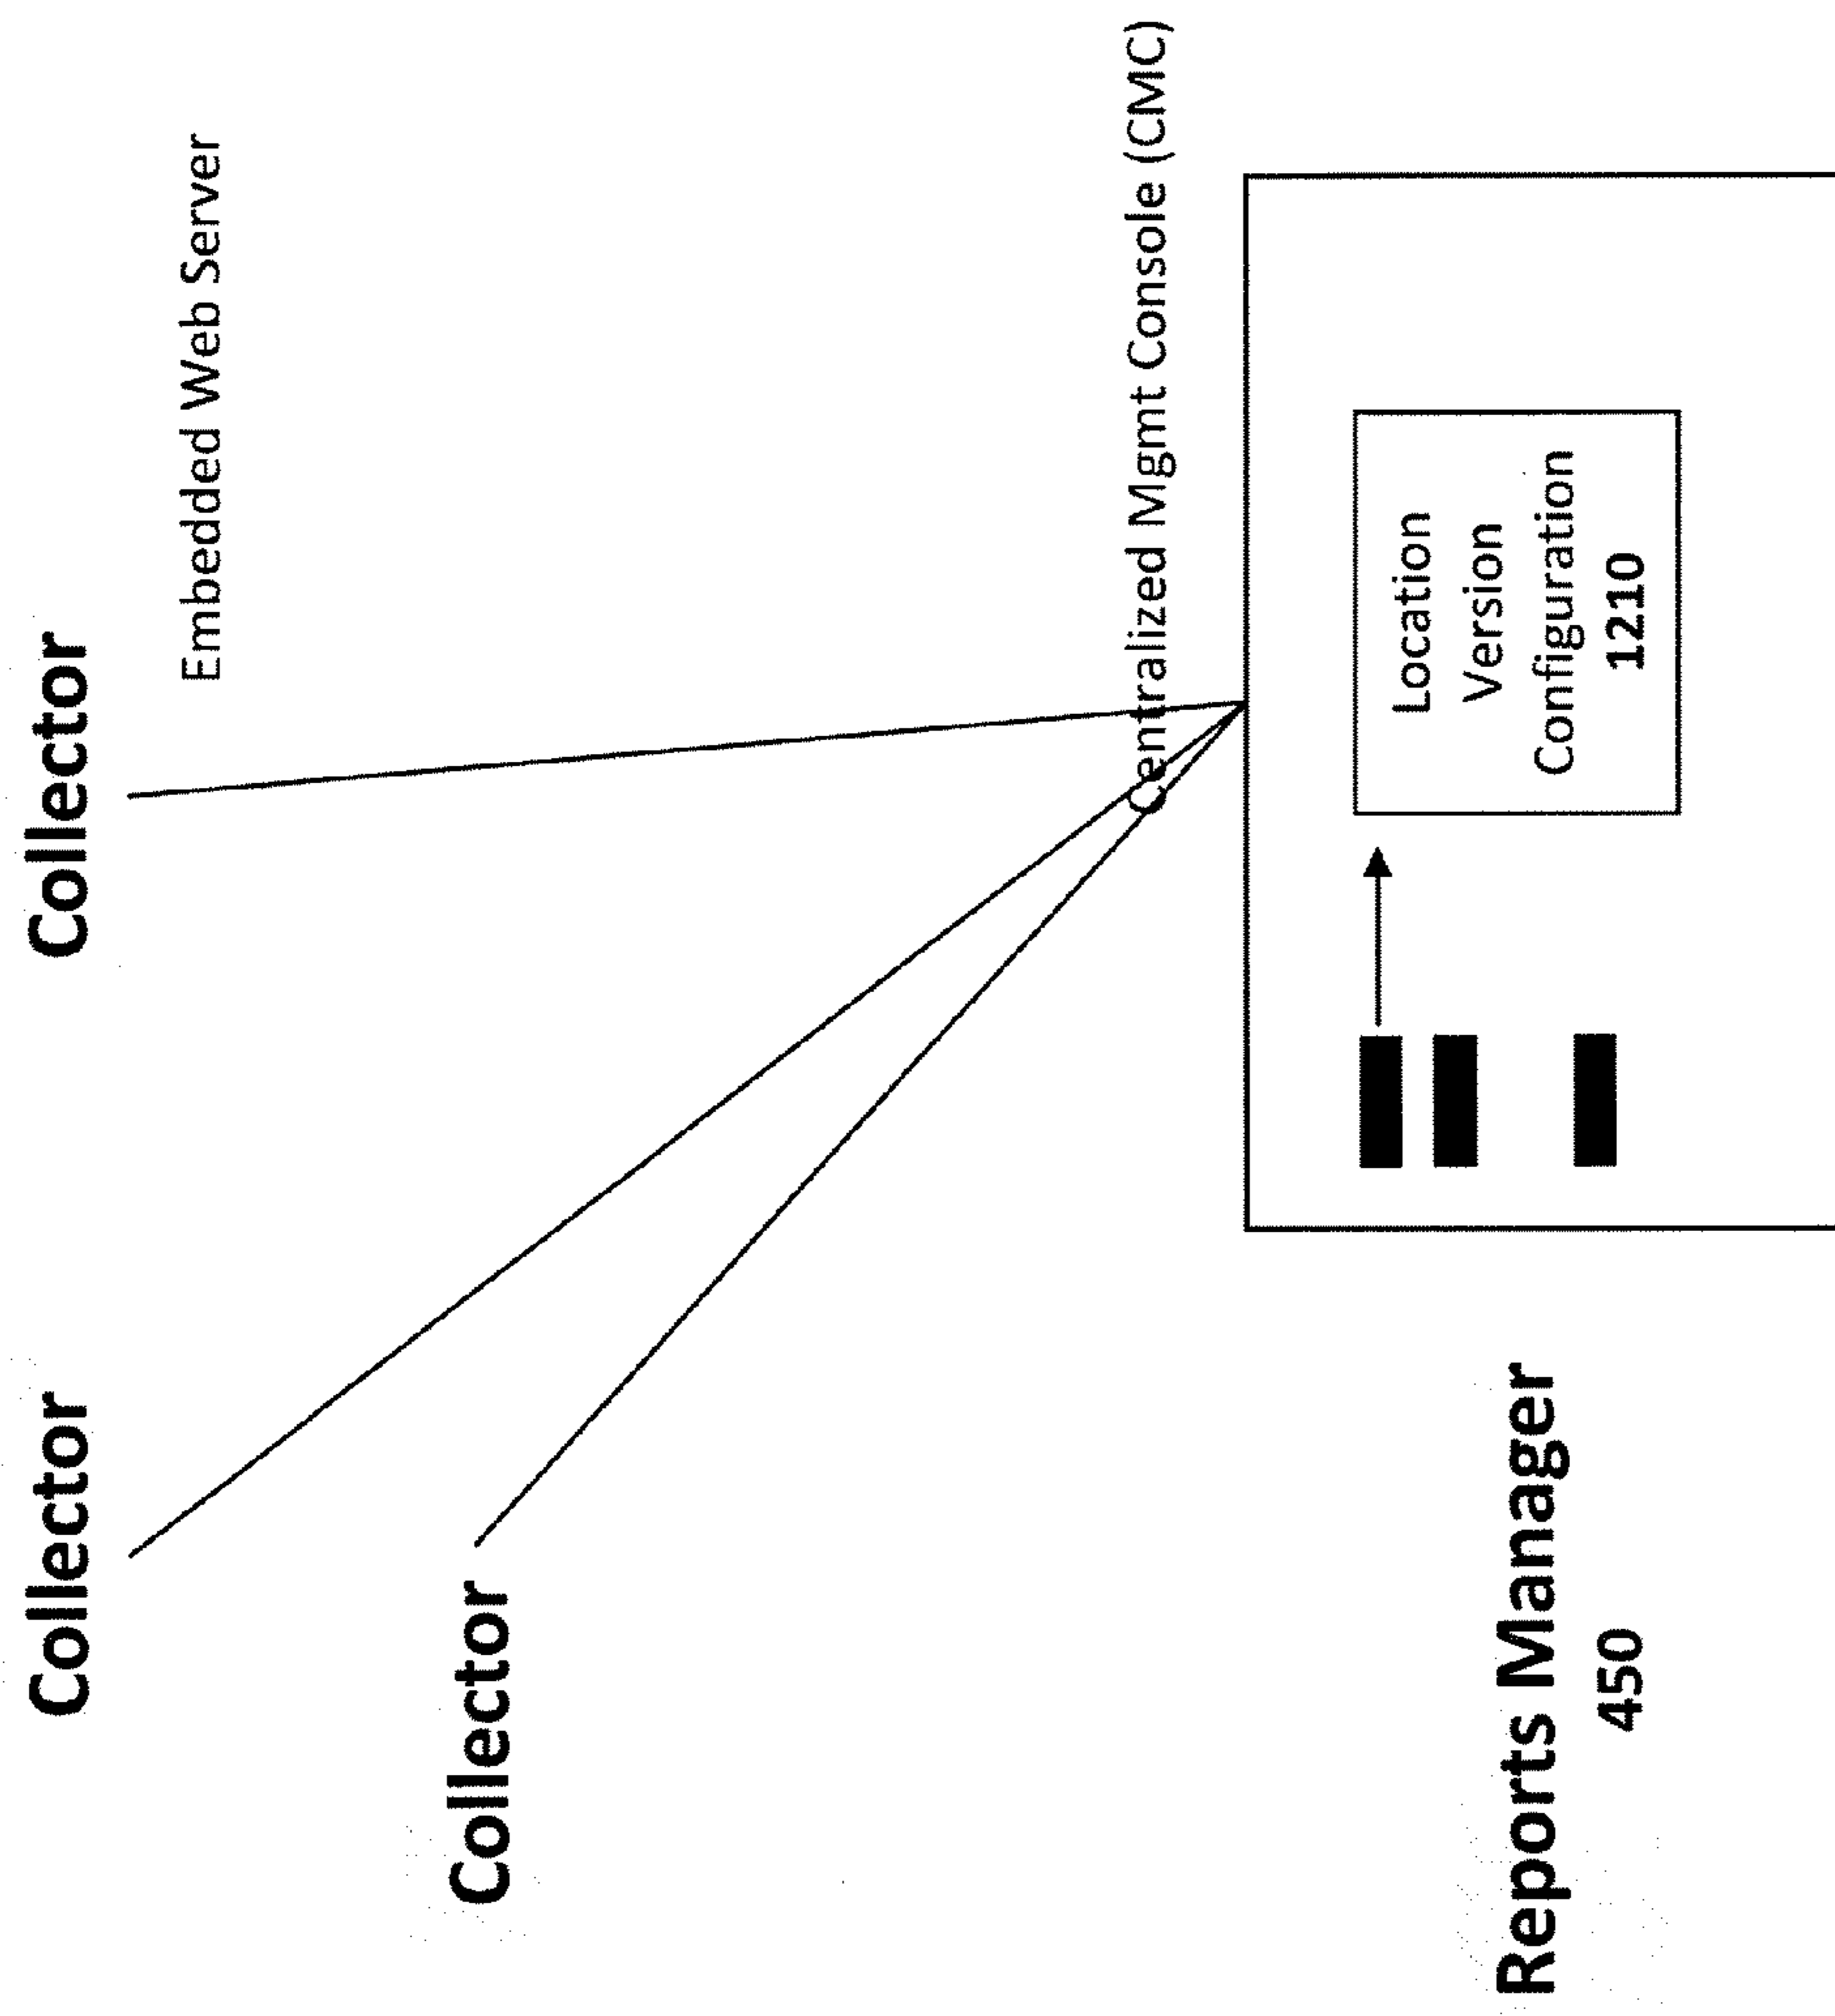 Collector
Collector
Embedded Web Server
Collector
Centralized Mgmt Console (CMC)
Location
Version
Configuration
1210
Reports Manager
450